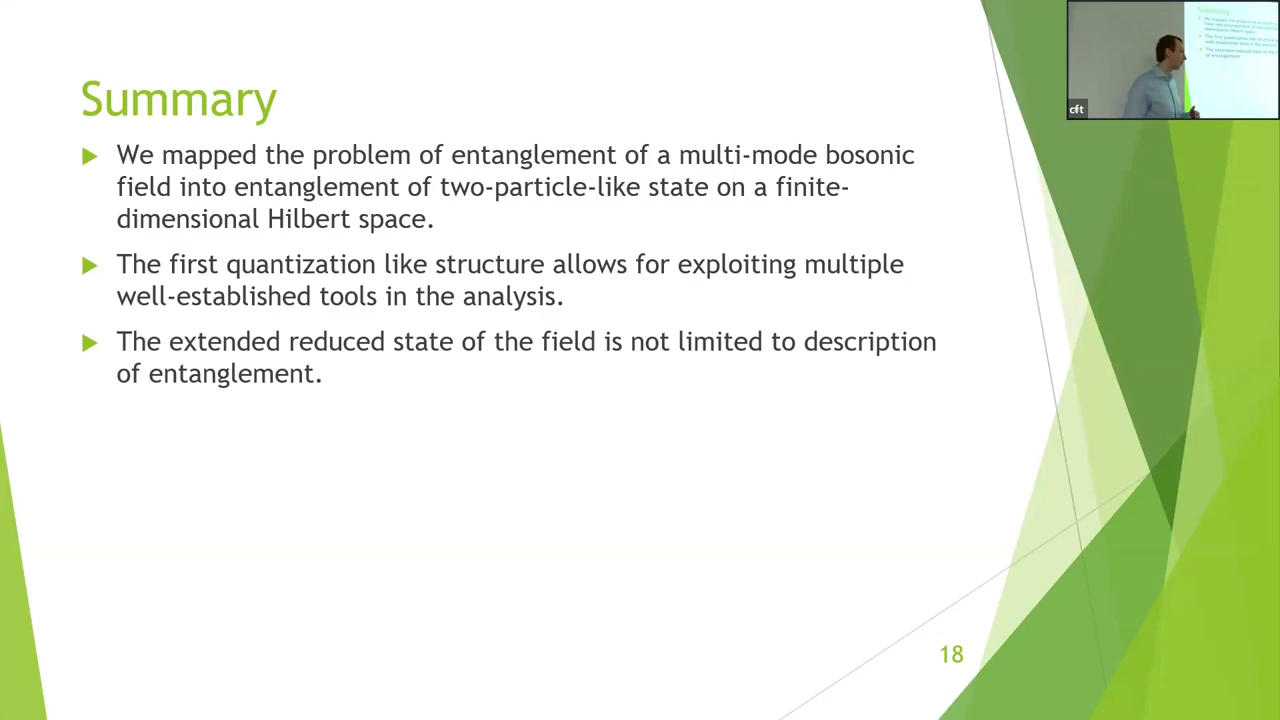 Summary
We mapped the problem of entanglement of a multi-mode bosonic
field into entanglement of two-particle-like state on a finite-
dimensional Hilbert space.
The first quantization like structure allows for exploiting multiple
well-established tools in the analysis.
The extended reduced state of the field is not limited to description
of entanglement.
18
cft
Summary